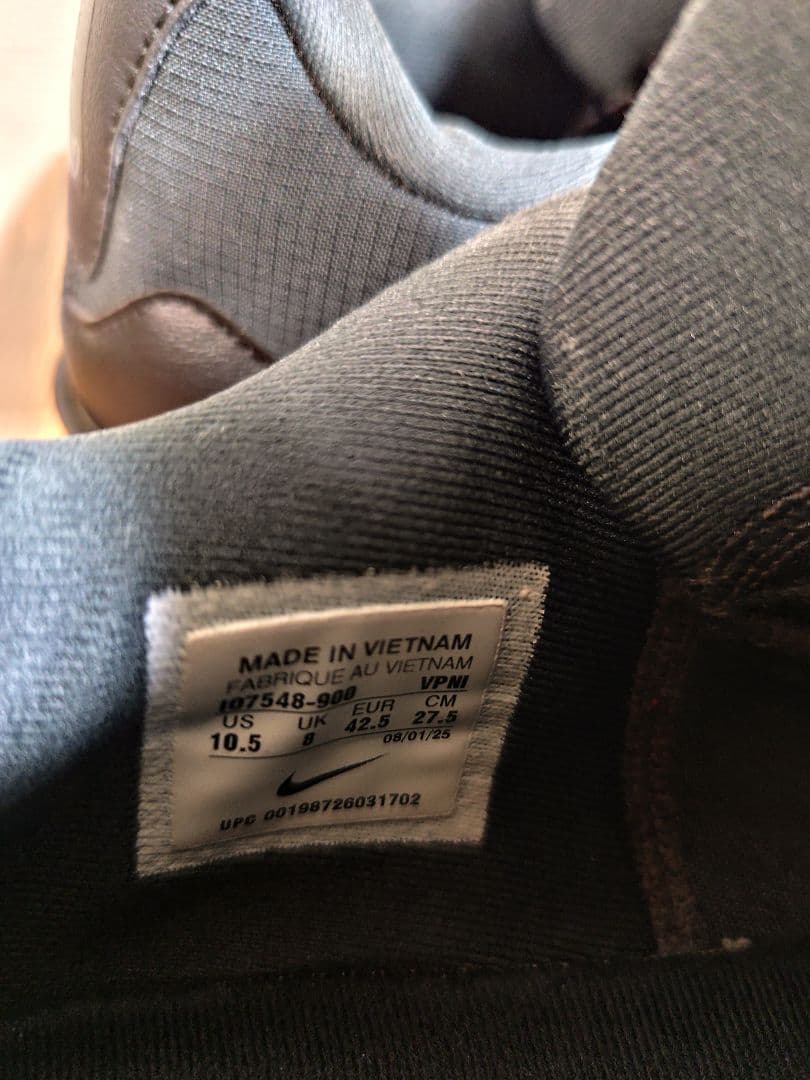 MADE IN VIETNAM
FABRIQUE AU VIETNAM
IO7548-900 VPNI
US UK EUR CM
10.5 8 42.5 27.5
08/01/25
UPC 00198726031702